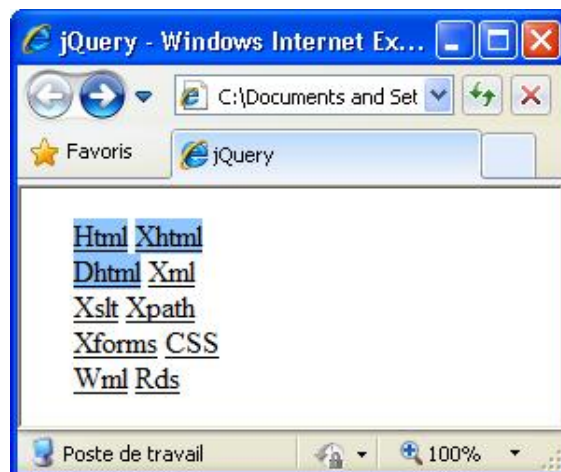 jQuery - Windows Internet Ex...
C:\Documents and Set
Favoris
jQuery
Html Xhtml
Dhtml Xml
Xslt Xpath
Xforms CSS
Wml Rds
Poste de travail
100%